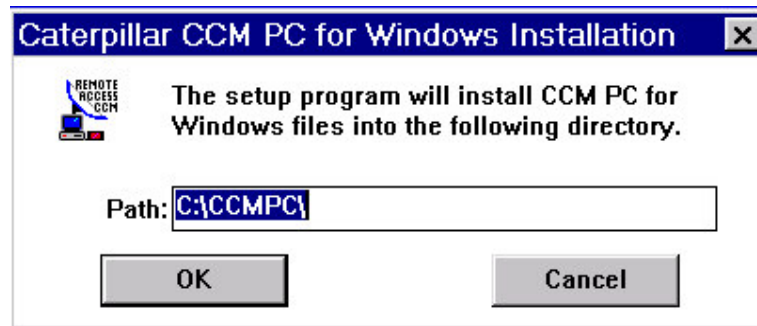 Caterpillar CCM PC for Windows Installation
REMOTE
ACCESS
CCM
The setup program will install CCM PC for
Windows files into the following directory.
Path: C:\CCMPC\
OK
Cancel